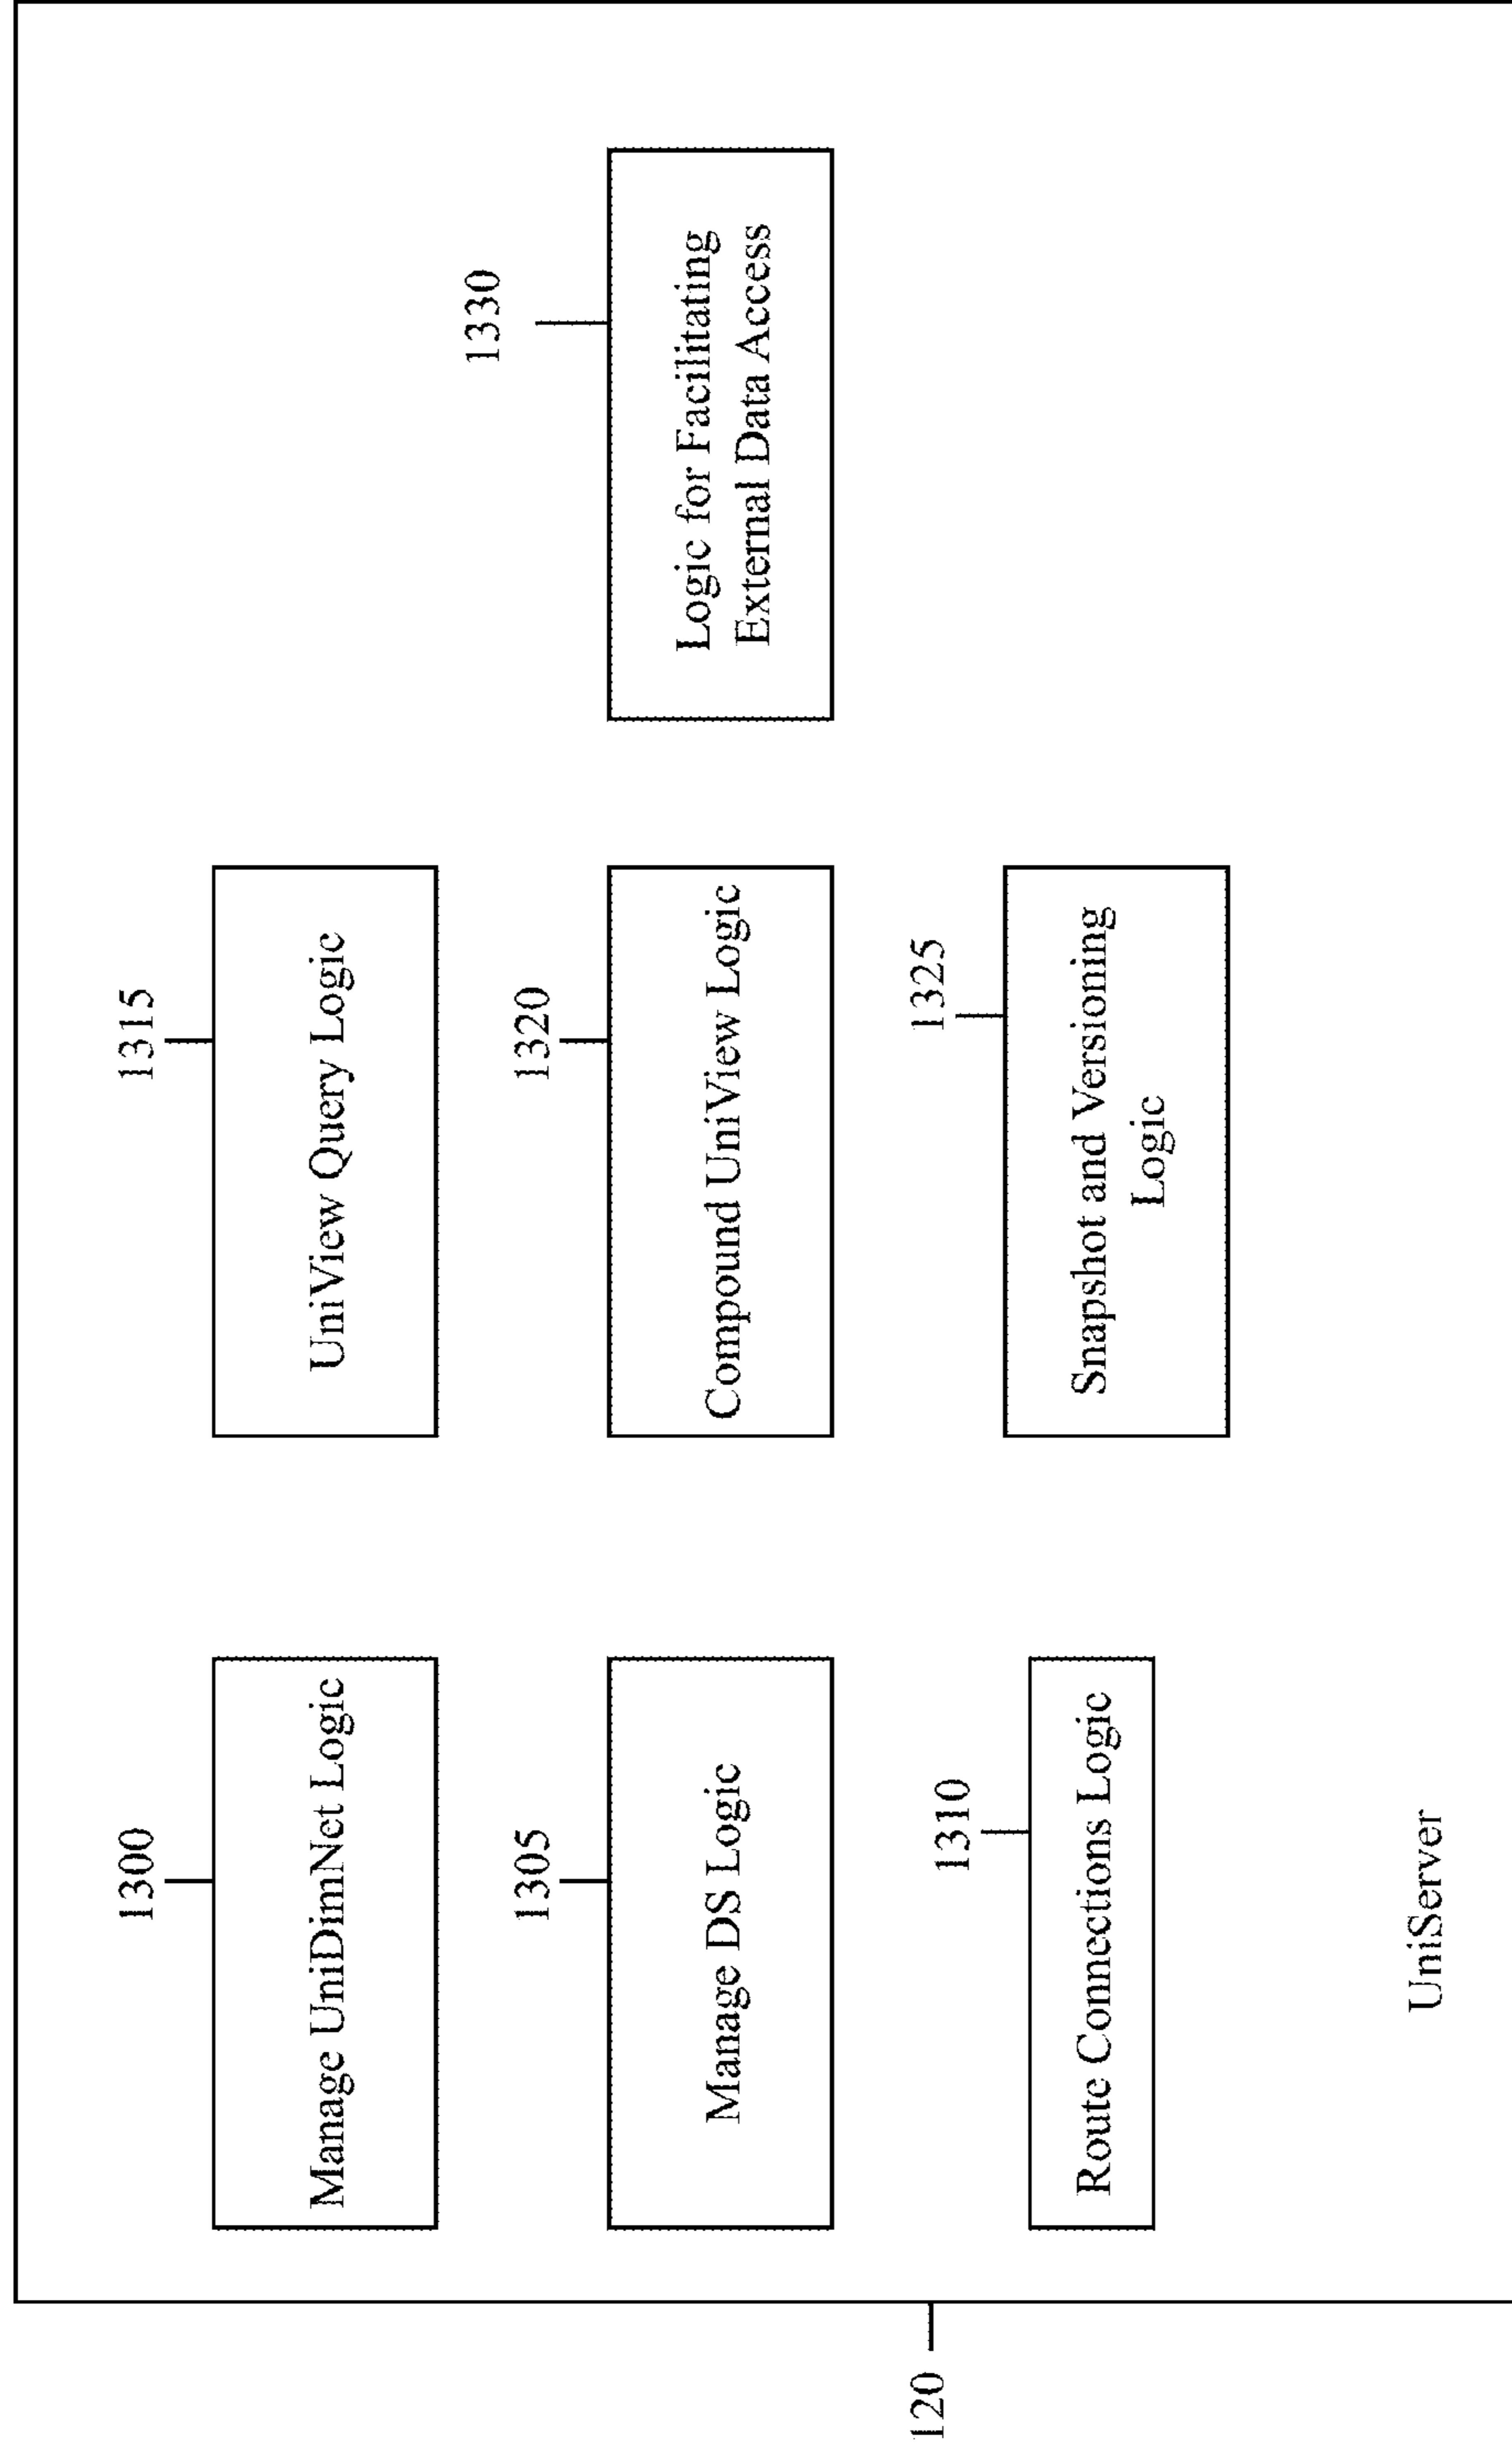 1300
Manage UniDimNet Logic
1315
UniView Query Logic
1305
Manage DS Logic
1320
Compound UniView Logic
1330
Logic for Facilitating
External Data Access
1310
Route Connections Logic
1325
Snapshot and Versioning
Logic
120
UniServer